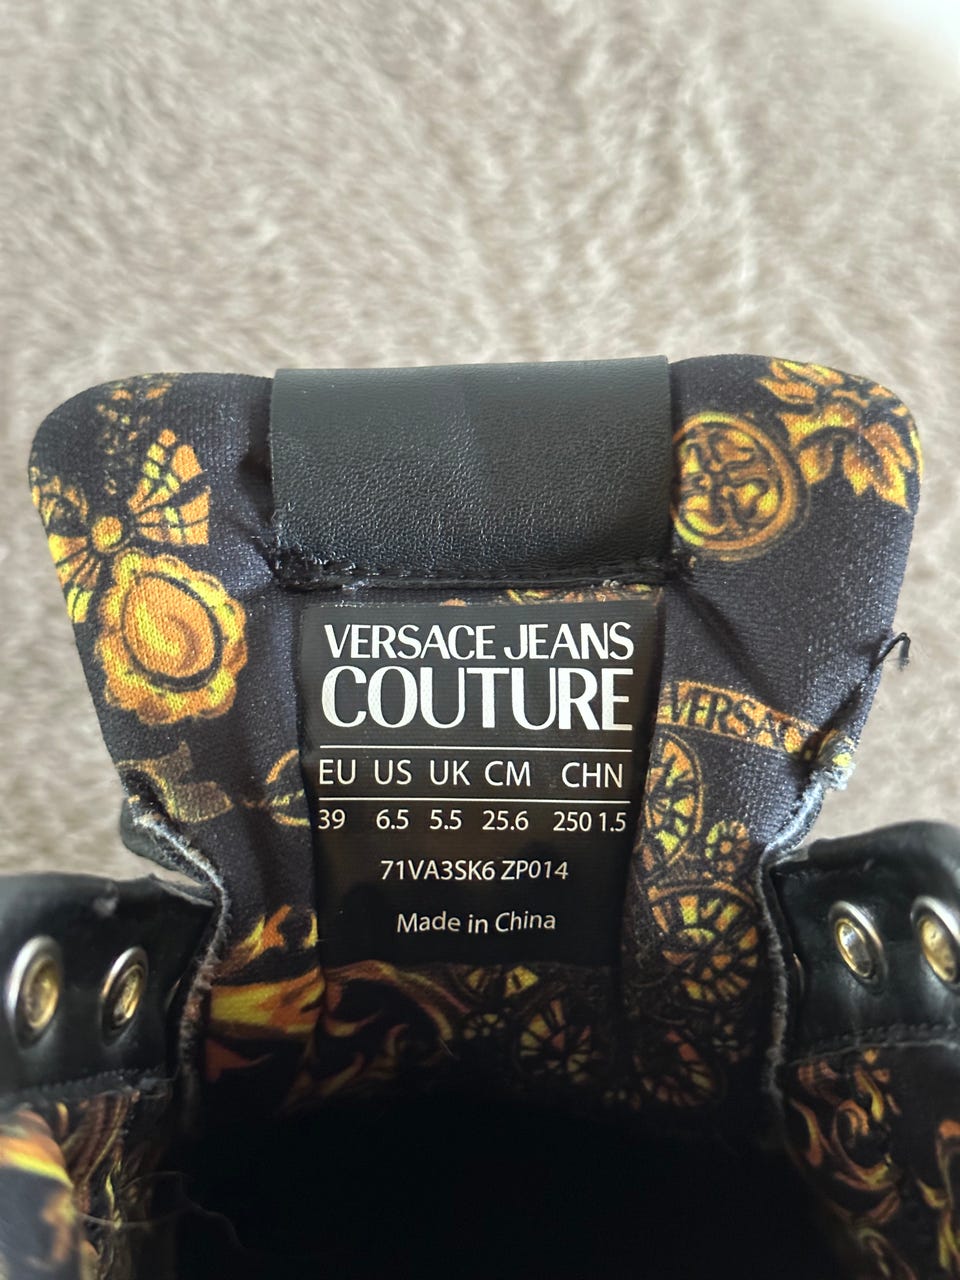 VERSACE JEANS
COUTURE
EU US UK CM CHN
39 6.5 5.5 25.6 250 1.5
71VA3SK6 ZP014
Made in China
VERSACE